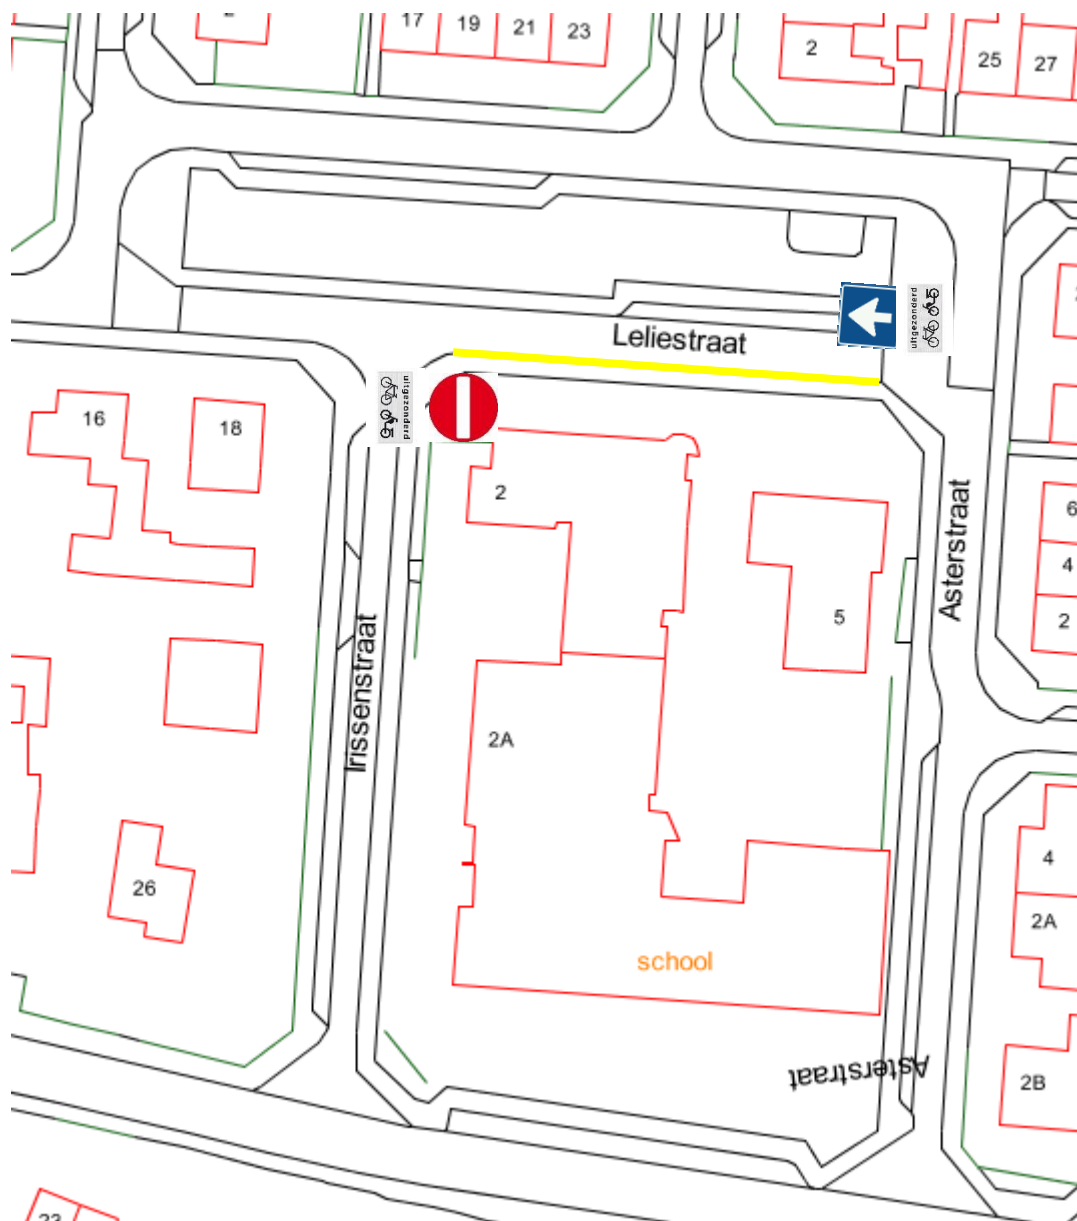 17
19
21
23
2
25
27
uitgezonderd
Leliestraat
uitgezonderd
16
18
2
6
4
2
Asterstraat
5
Irissenstraat
2A
4
26
2A
school
Asterstraat
2B